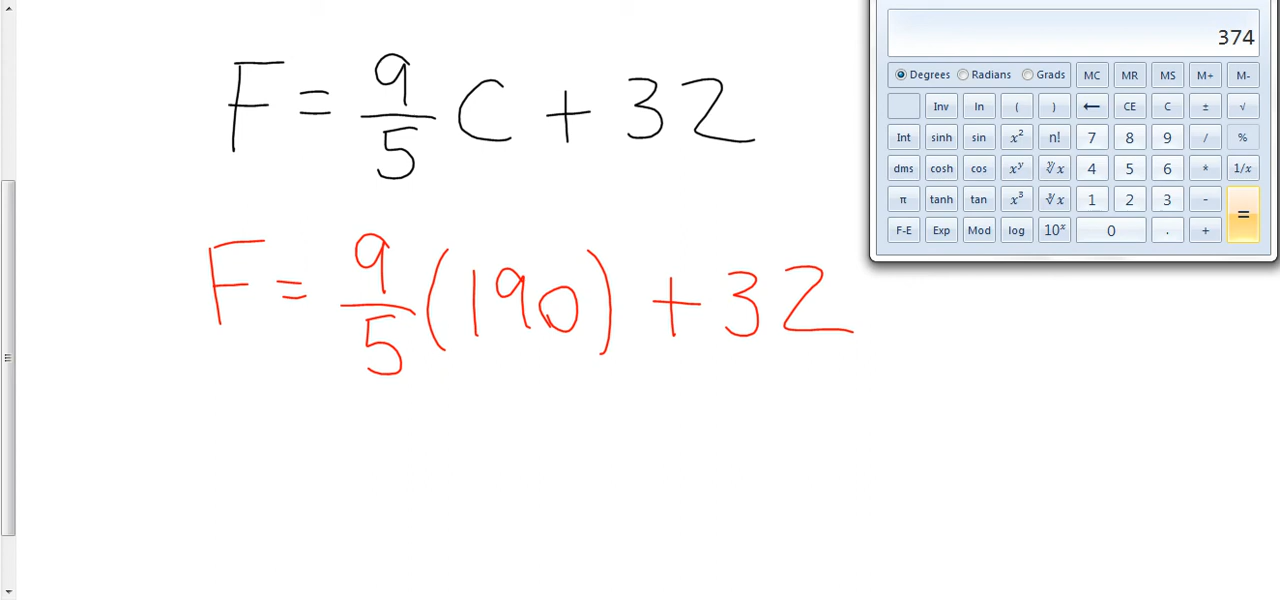 F = 9/5 C + 32
F = 9/5 (190) + 32
374
Degrees Radians Grads MC MR MS M+ M-
Inv ln ( ) ← CE C ± √
Int sinh sin x² n! 7 8 9 / %
dms cosh cos xʸ ʸ√x 4 5 6 * 1/x
π tanh tan x³ ³√x 1 2 3 - =
F-E Exp Mod log 10ˣ 0 . +